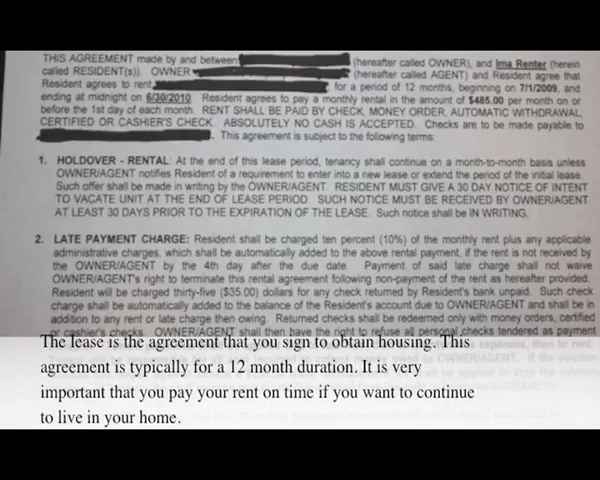 THIS AGREEMENT made by and between (hereafter called OWNER), and Ima Renter (herein
called RESIDENT(s)). OWNER (hereafter called AGENT) and Resident agree that
Resident agrees to rent for a period of 12 months, beginning on 7/1/2009, and
ending at midnight on 6/30/2010. Resident agrees to pay a monthly rental in the amount of $485.00 per month on or
before the 1st day of each month. RENT SHALL BE PAID BY CHECK, MONEY ORDER, AUTOMATIC WITHDRAWAL,
CERTIFIED OR CASHIER'S CHECK. ABSOLUTELY NO CASH IS ACCEPTED. Checks are to be made payable to
. This agreement is subject to the following terms:
1. HOLDOVER - RENTAL: At the end of this lease period, tenancy shall continue on a month-to-month basis unless
OWNER/AGENT notifies Resident of a requirement to enter into a new lease or extend the period of the initial lease.
Such offer shall be made in writing by the OWNER/AGENT. RESIDENT MUST GIVE A 30 DAY NOTICE OF INTENT
TO VACATE UNIT AT THE END OF LEASE PERIOD. SUCH NOTICE MUST BE RECEIVED BY OWNER/AGENT
AT LEAST 30 DAYS PRIOR TO THE EXPIRATION OF THE LEASE. Such notice shall be IN WRITING.
2. LATE PAYMENT CHARGE: Resident shall be charged ten percent (10%) of the monthly rent plus any applicable
administrative charges, which shall be automatically added to the above rental payment, if the rent is not received by
the OWNER/AGENT by the 4th day after the due date. Payment of said late charge shall not waive
OWNER/AGENT's right to terminate this rental agreement following non-payment of the rent as hereafter provided.
Resident will be charged thirty-five ($35.00) dollars for any check returned by Resident's bank unpaid. Such check
charge shall be automatically added to the balance of the Resident's account due to OWNER/AGENT and shall be in
addition to any rent or late charge then owing. Returned checks shall be redeemed only with money orders, certified
or cashier's checks. OWNER/AGENT shall then have the right to refuse all personal checks tendered as payment
The lease is the agreement that you sign to obtain housing. This
agreement is typically for a 12 month duration. It is very
important that you pay your rent on time if you want to continue
to live in your home.